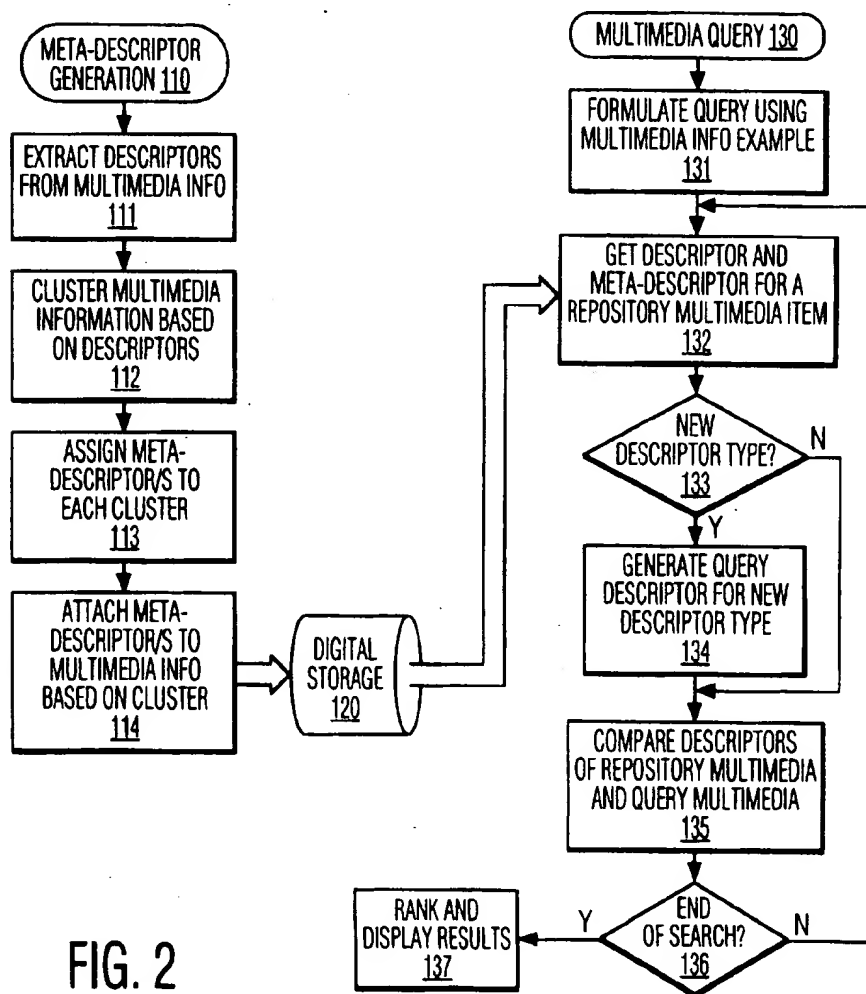 META-DESCRIPTOR
GENERATION 110
EXTRACT DESCRIPTORS
FROM MULTIMEDIA INFO
111
CLUSTER MULTIMEDIA
INFORMATION BASED
ON DESCRIPTORS
112
ASSIGN META-
DESCRIPTOR/S TO
EACH CLUSTER
113
ATTACH META-
DESCRIPTOR/S TO
MULTIMEDIA INFO
BASED ON CLUSTER
114
DIGITAL
STORAGE
120
MULTIMEDIA QUERY 130
FORMULATE QUERY USING
MULTIMEDIA INFO EXAMPLE
131
GET DESCRIPTOR AND
META-DESCRIPTOR FOR A
REPOSITORY MULTIMEDIA ITEM
132
NEW
DESCRIPTOR TYPE?
133
N
Y
GENERATE QUERY
DESCRIPTOR FOR NEW
DESCRIPTOR TYPE
134
COMPARE DESCRIPTORS
OF REPOSITORY MULTIMEDIA
AND QUERY MULTIMEDIA
135
END
OF SEARCH?
136
Y
N
RANK AND
DISPLAY RESULTS
137
FIG. 2